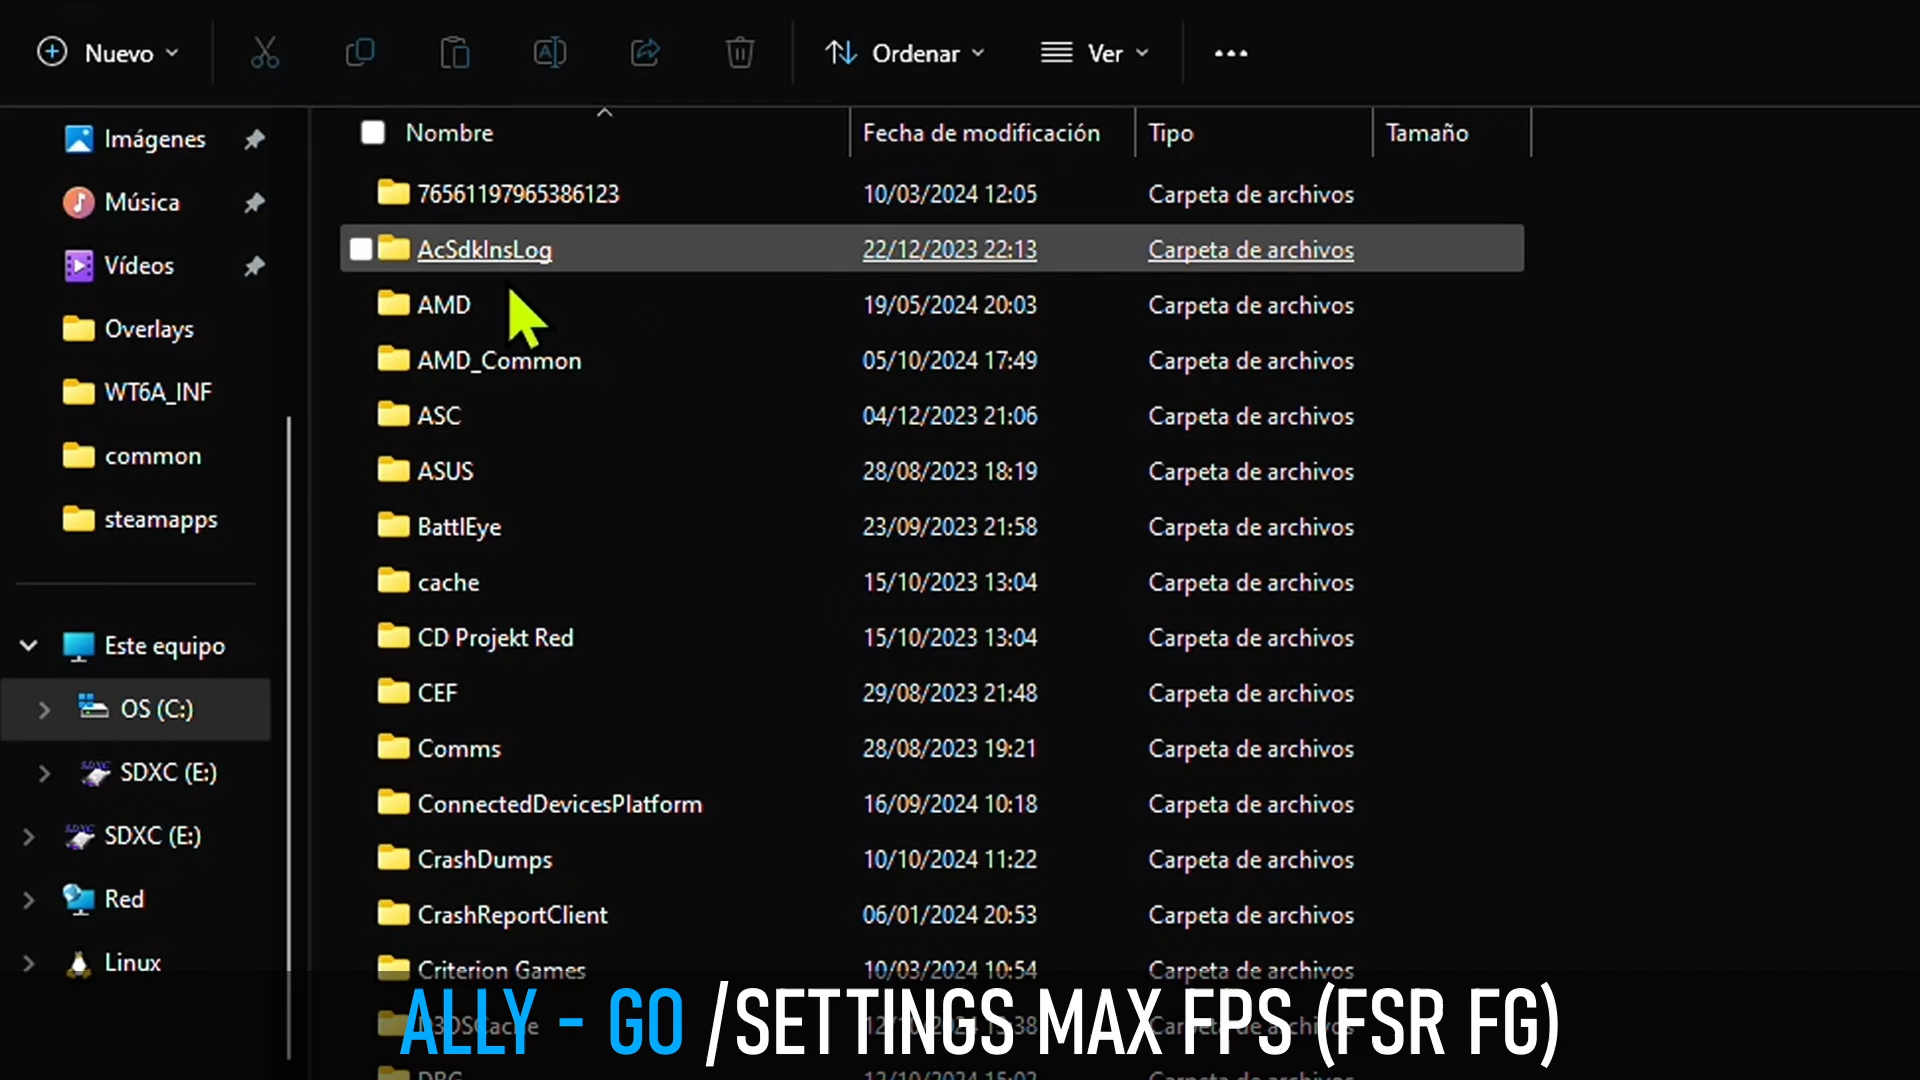 Nuevo Ordenar Ver
Imágenes
Música
Vídeos
Overlays
WT6A_INF
common
steamapps
Este equipo
OS (C:)
SDXC (E:)
SDXC (E:)
Red
Linux
Nombre Fecha de modificación Tipo Tamaño
76561197965386123 10/03/2024 12:05 Carpeta de archivos
AcSdkInsLog 22/12/2023 22:13 Carpeta de archivos
AMD 19/05/2024 20:03 Carpeta de archivos
AMD_Common 05/10/2024 17:49 Carpeta de archivos
ASC 04/12/2023 21:06 Carpeta de archivos
ASUS 28/08/2023 18:19 Carpeta de archivos
BattlEye 23/09/2023 21:58 Carpeta de archivos
cache 15/10/2023 13:04 Carpeta de archivos
CD Projekt Red 15/10/2023 13:04 Carpeta de archivos
CEF 29/08/2023 21:48 Carpeta de archivos
Comms 28/08/2023 19:21 Carpeta de archivos
ConnectedDevicesPlatform 16/09/2024 10:18 Carpeta de archivos
CrashDumps 10/10/2024 11:22 Carpeta de archivos
CrashReportClient 06/01/2024 20:53 Carpeta de archivos
Criterion Games 10/03/2024 10:54 Carpeta de archivos
D3DSCache
ALLY - GO /SETTINGS MAX FPS (FSR FG)